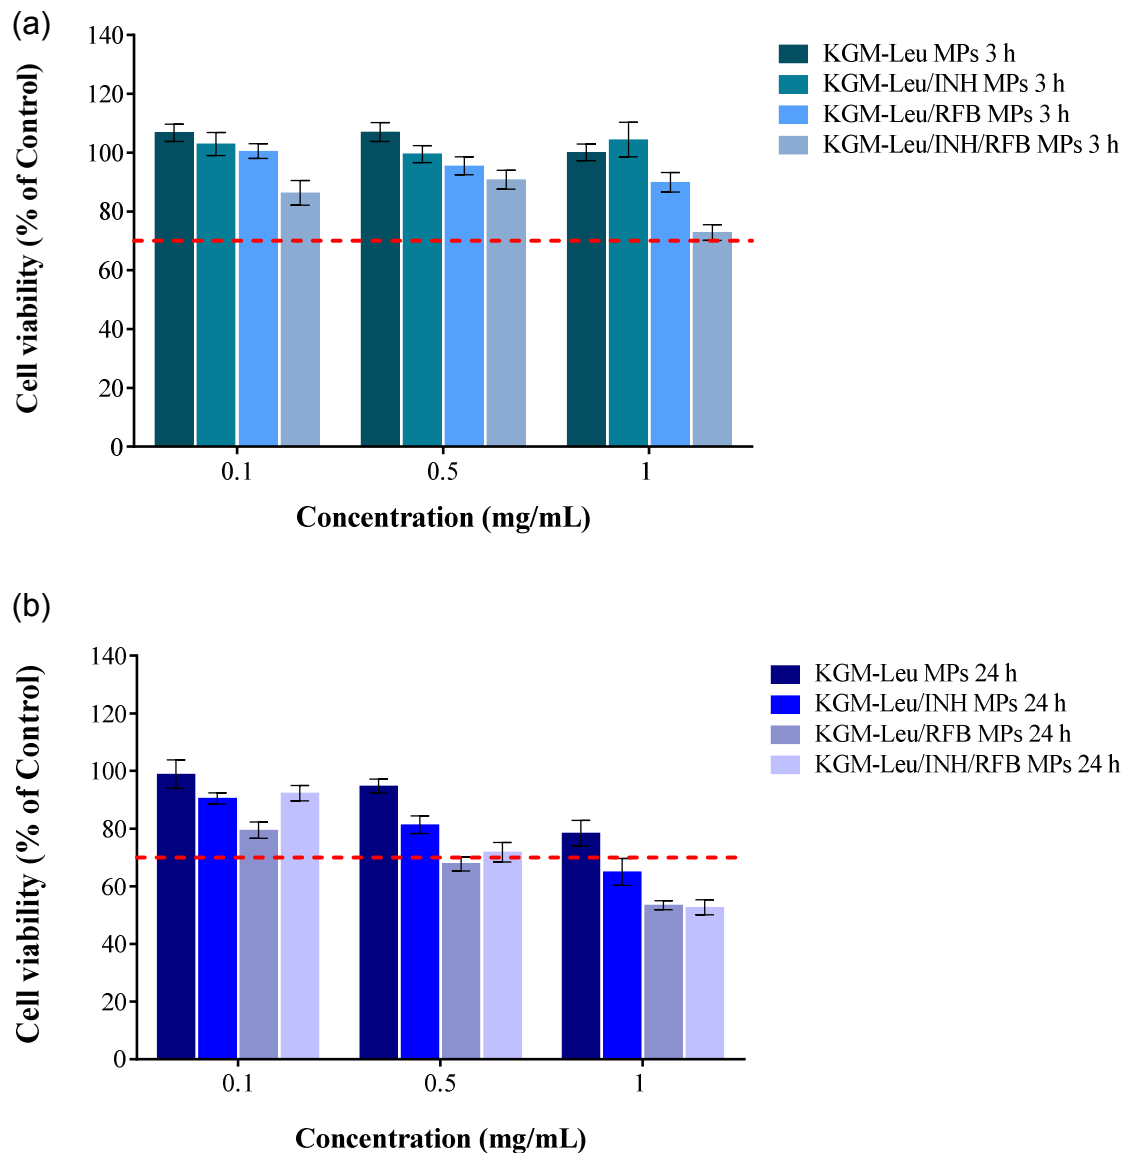 (a)
Cell viability (% of Control)
140
120
100
80
60
40
20
0
0.1
0.5
1
Concentration (mg/mL)
KGM-Leu MPs 3 h
KGM-Leu/INH MPs 3 h
KGM-Leu/RFB MPs 3 h
KGM-Leu/INH/RFB MPs 3 h
(b)
Cell viability (% of Control)
140
120
100
80
60
40
20
0
0.1
0.5
1
Concentration (mg/mL)
KGM-Leu MPs 24 h
KGM-Leu/INH MPs 24 h
KGM-Leu/RFB MPs 24 h
KGM-Leu/INH/RFB MPs 24 h